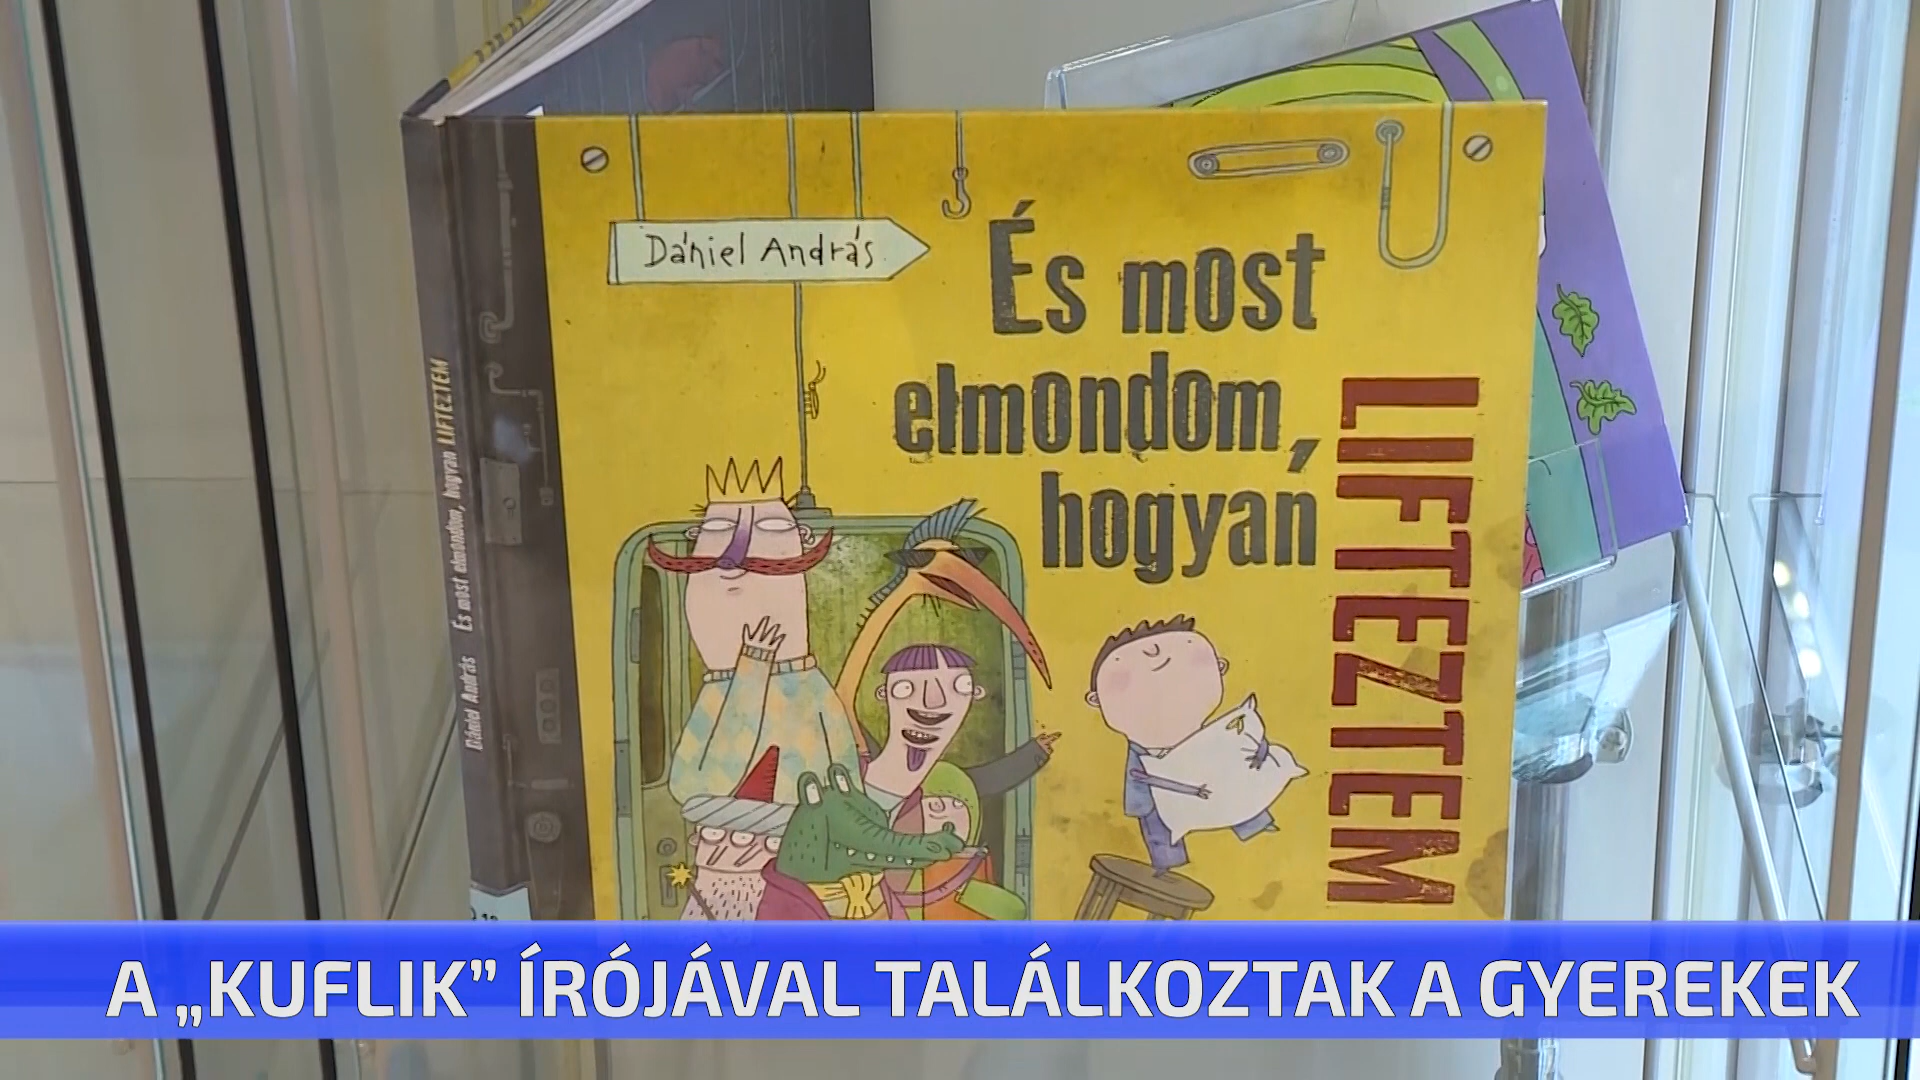 Dániel András
És most
elmondom,
hogyan
LIFTEZTEM
Dániel András És most elmondom, hogyan LIFTEZTEM
A „KUFLIK” ÍRÓJÁVAL TALÁLKOZTAK A GYEREKEK